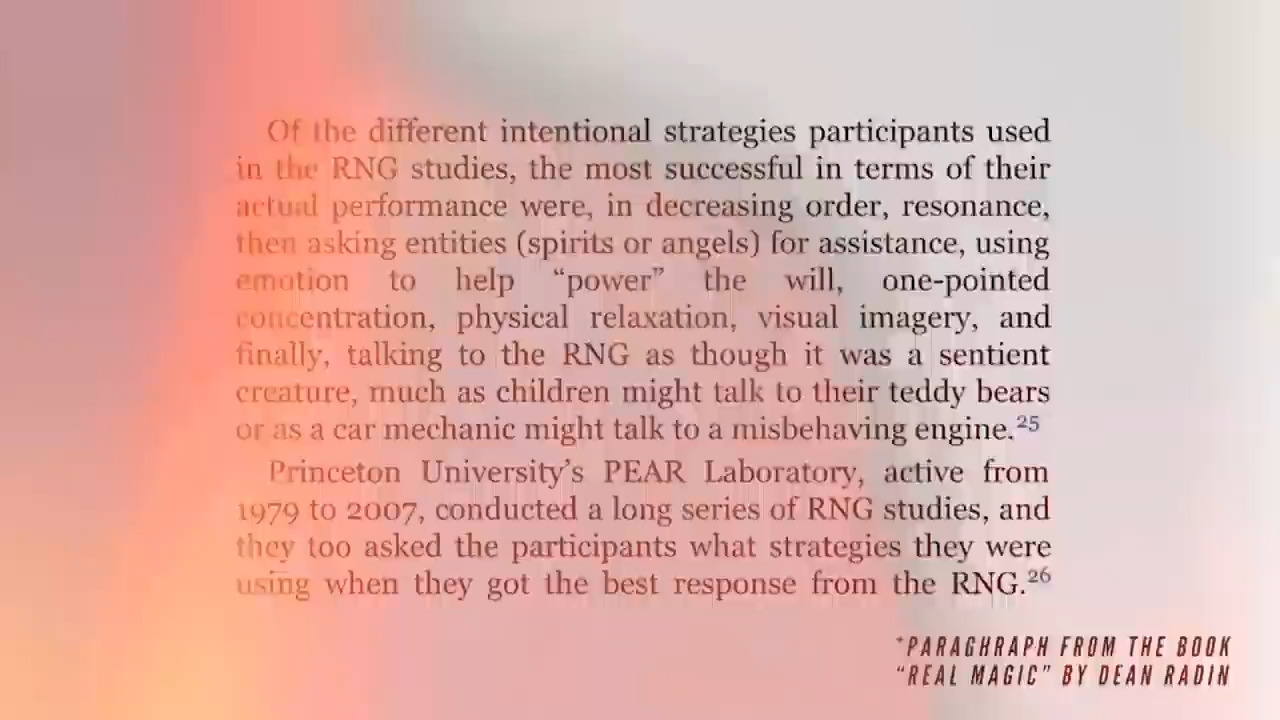 Of the different intentional strategies participants used
in the RNG studies, the most successful in terms of their
actual performance were, in decreasing order, resonance,
then asking entities (spirits or angels) for assistance, using
emotion to help “power” the will, one-pointed
concentration, physical relaxation, visual imagery, and
finally, talking to the RNG as though it was a sentient
creature, much as children might talk to their teddy bears
or as a car mechanic might talk to a misbehaving engine.25
Princeton University’s PEAR Laboratory, active from
1979 to 2007, conducted a long series of RNG studies, and
they too asked the participants what strategies they were
using when they got the best response from the RNG.26
*PARAGHRAPH FROM THE BOOK
“REAL MAGIC” BY DEAN RADIN